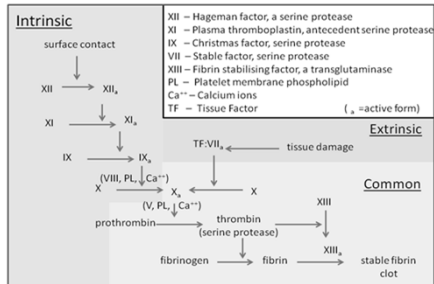 Intrinsic
surface contact
XII
XIIₐ
XI
XIₐ
IX
IXₐ
(VIII, PL, Ca⁺⁺)
X
Xₐ
X
(V, PL, Ca⁺⁺)
XII – Hageman factor, a serine protease
XI – Plasma thromboplastin, antecedent serine protease
IX – Christmas factor, serine protease
VII – Stable factor, serine protease
XIII – Fibrin stabilising factor, a transglutaminase
PL – Platelet membrane phospholipid
Ca⁺⁺ – Calcium ions
TF – Tissue Factor
( ₐ =active form)
Extrinsic
TF:VIIₐ
tissue damage
Common
prothrombin
thrombin
(serine protease)
XIII
XIIIₐ
fibrinogen
fibrin
stable fibrin
clot